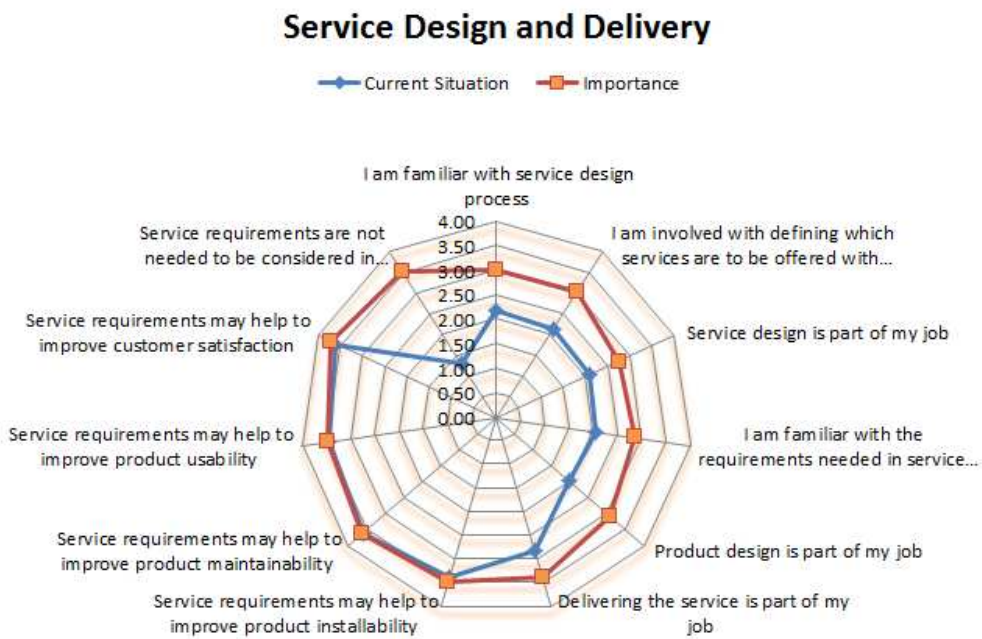 Service Design and Delivery
Current Situation
Importance
I am familiar with service design
process
I am involved with defining which
services are to be offered with...
Service design is part of my job
I am familiar with the
requirements needed in service...
Product design is part of my job
Delivering the service is part of my
job
Service requirements may help to
improve product installability
Service requirements may help to
improve product maintainability
Service requirements may help to
improve product usability
Service requirements may help to
improve customer satisfaction
Service requirements are not
needed to be considered in...
4.00
3.50
3.00
2.50
2.00
1.50
1.00
0.50
0.00